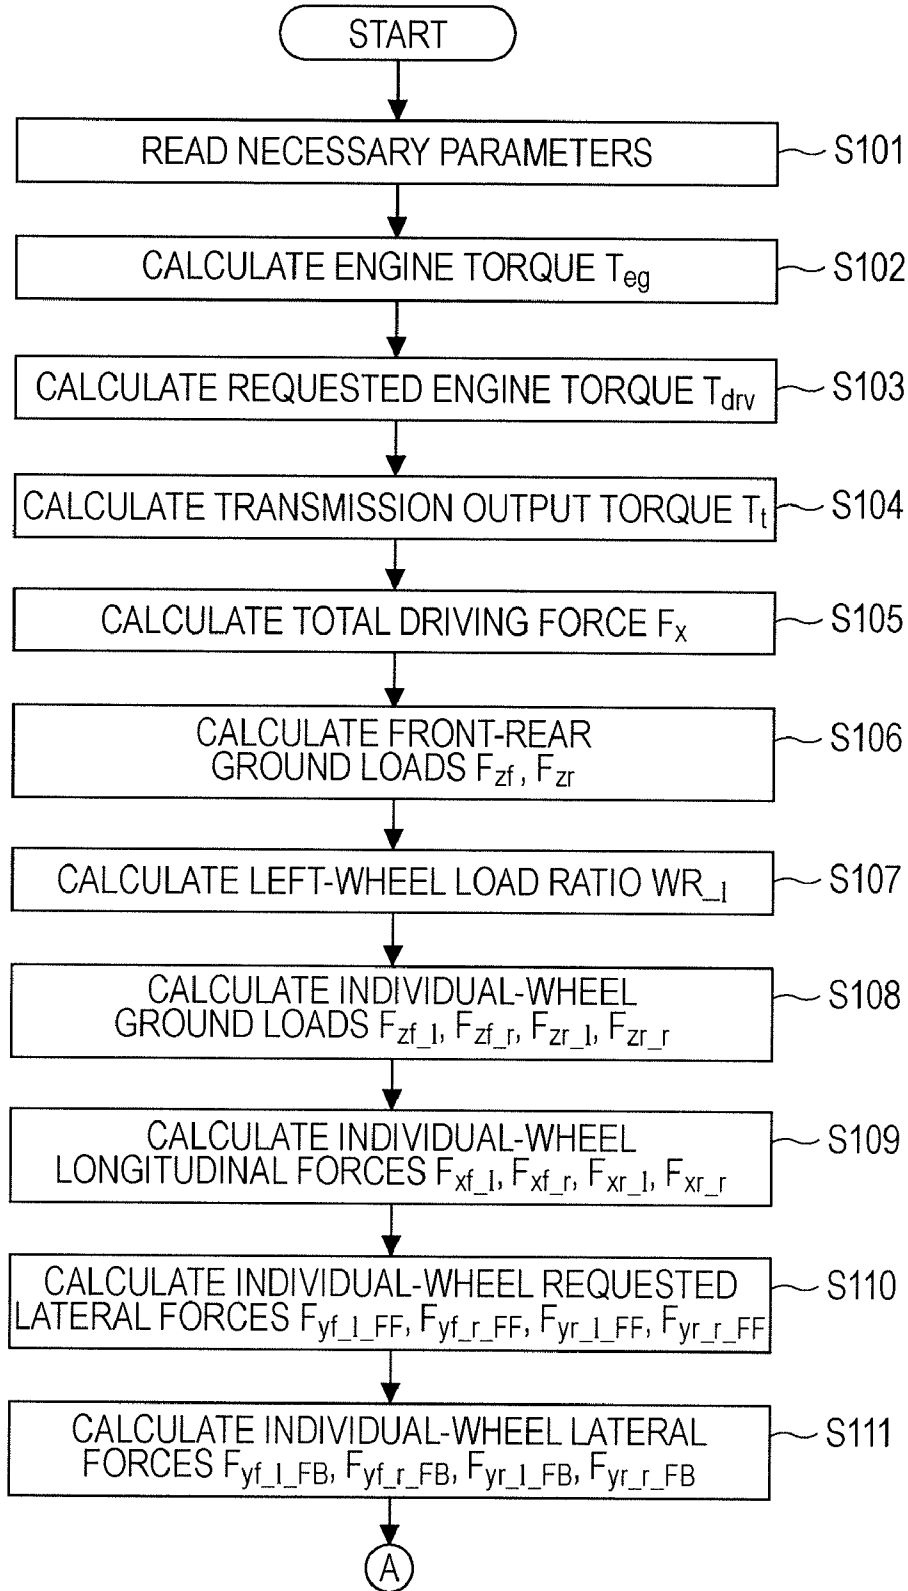 START
READ NECESSARY PARAMETERS
S101
CALCULATE ENGINE TORQUE Teg
S102
CALCULATE REQUESTED ENGINE TORQUE Tdrv
S103
CALCULATE TRANSMISSION OUTPUT TORQUE Tt
S104
CALCULATE TOTAL DRIVING FORCE Fx
S105
CALCULATE FRONT-REAR
GROUND LOADS Fzf, Fzr
S106
CALCULATE LEFT-WHEEL LOAD RATIO WR_l
S107
CALCULATE INDIVIDUAL-WHEEL
GROUND LOADS Fzf_l, Fzf_r, Fzr_l, Fzr_r
S108
CALCULATE INDIVIDUAL-WHEEL
LONGITUDINAL FORCES Fxf_l, Fxf_r, Fxr_l, Fxr_r
S109
CALCULATE INDIVIDUAL-WHEEL REQUESTED
LATERAL FORCES Fyf_l_FF, Fyf_r_FF, Fyr_l_FF, Fyr_r_FF
S110
CALCULATE INDIVIDUAL-WHEEL LATERAL
FORCES Fyf_l_FB, Fyf_r_FB, Fyr_l_FB, Fyr_r_FB
S111
A